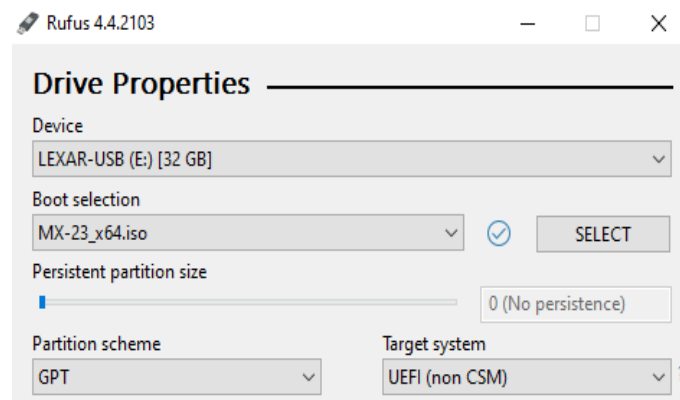 Rufus 4.4.2103
Drive Properties
Device
LEXAR-USB (E:) [32 GB]
Boot selection
MX-23_x64.iso
SELECT
Persistent partition size
0 (No persistence)
Partition scheme
Target system
GPT
UEFI (non CSM)